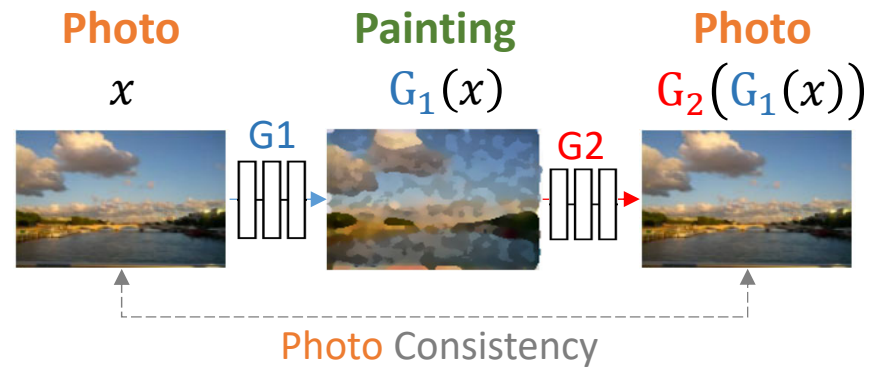 Photo Painting Photo
x G₁(x) G₂(G₁(x))
G1 G2
Photo Consistency